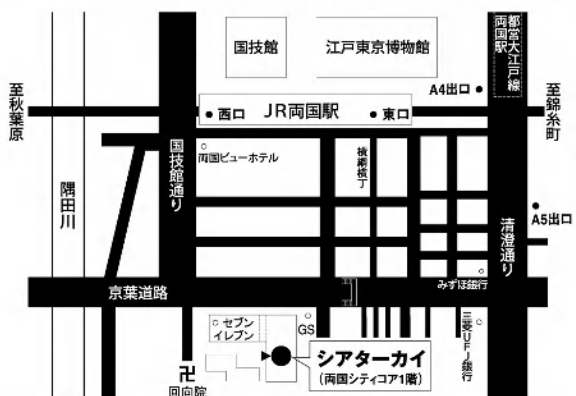 国技館
江戸東京博物館
都営大江戸線
両国駅
A4出口
至秋葉原
西口
JR両国駅
東口
至錦糸町
両国ビューホテル
横綱横丁
国技館通り
隅田川
A5出口
清澄通り
みずほ銀行
京葉道路
セブン
イレブン
GS
三菱UFJ銀行
シアターカイ
(両国シティコア1階)
卍
回向院